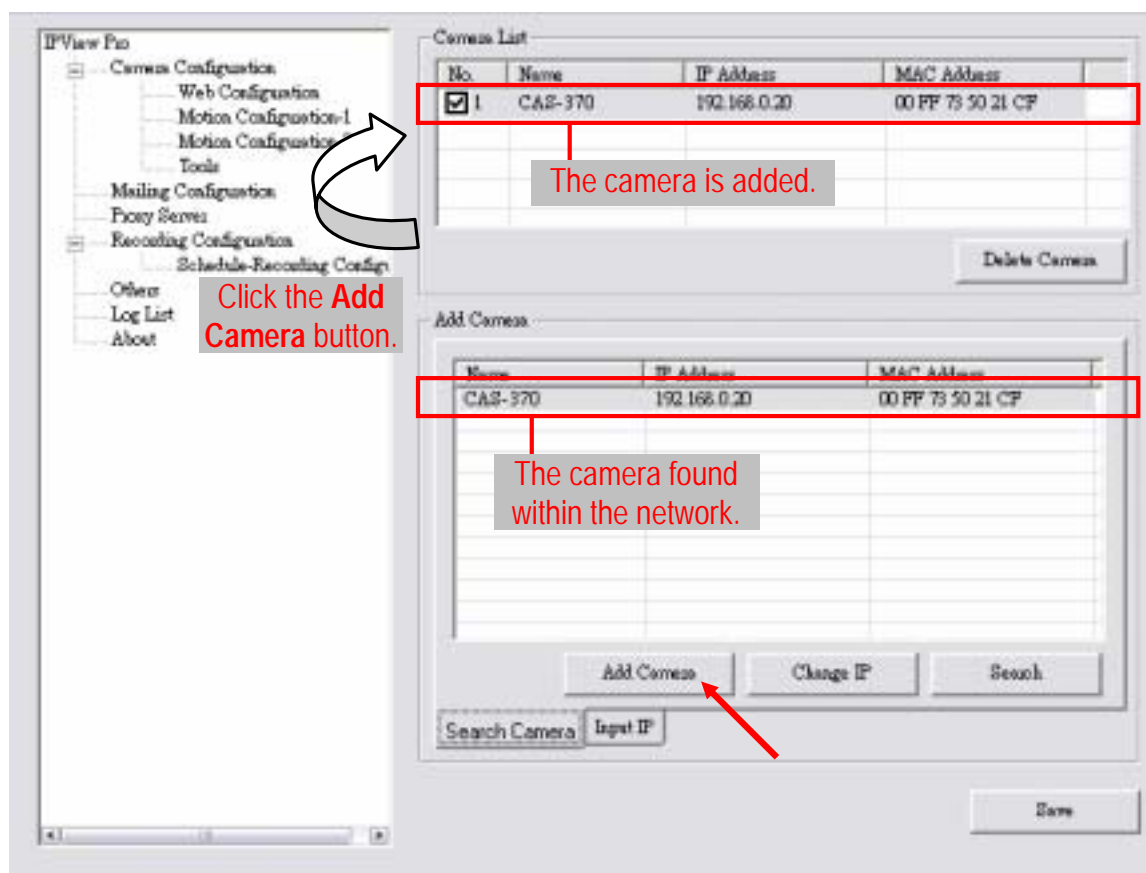 IPView Pro
Camera Configuration
Web Configuration
Motion Configuration-1
Motion Configuration-
Tools
Mailing Configuration
Proxy Server
Recording Configuration
Schedule-Recording Configu
Others
Log List
About
Click the Add
Camera button.
Camera List
No. Name IP Address MAC Address
1 CAS-370 192.168.0.20 00 FF 73 50 21 CF
The camera is added.
Delete Camera
Add Camera
Name IP Address MAC Address
CAS-370 192.168.0.20 00 FF 73 50 21 CF
The camera found
within the network.
Add Camera Change IP Search
Search Camera Input IP
Save